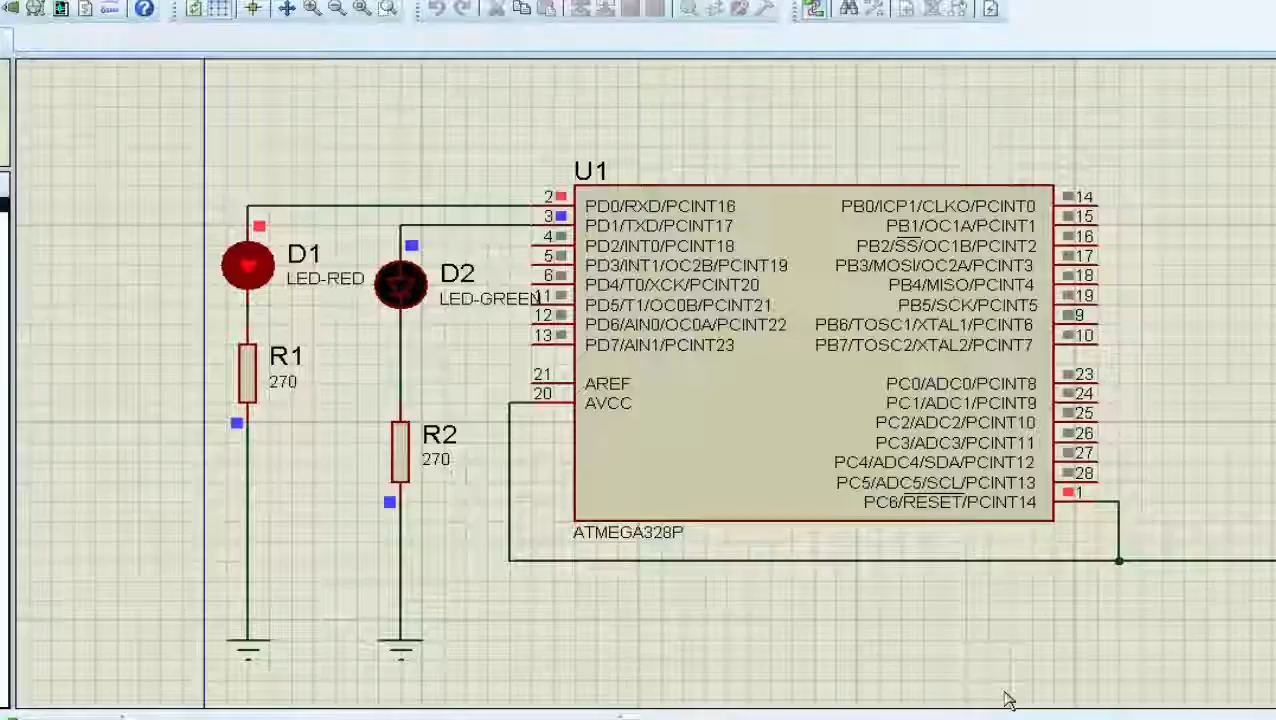 U1
2 PD0/RXD/PCINT16 PB0/ICP1/CLKO/PCINT0 14
3 PD1/TXD/PCINT17 PB1/OC1A/PCINT1 15
4 PD2/INT0/PCINT18 PB2/SS/OC1B/PCINT2 16
5 PD3/INT1/OC2B/PCINT19 PB3/MOSI/OC2A/PCINT3 17
6 PD4/T0/XCK/PCINT20 PB4/MISO/PCINT4 18
11 PD5/T1/OC0B/PCINT21 PB5/SCK/PCINT5 19
12 PD6/AIN0/OC0A/PCINT22 PB6/TOSC1/XTAL1/PCINT6 9
13 PD7/AIN1/PCINT23 PB7/TOSC2/XTAL2/PCINT7 10
21 AREF PC0/ADC0/PCINT8 23
20 AVCC PC1/ADC1/PCINT9 24
PC2/ADC2/PCINT10 25
PC3/ADC3/PCINT11 26
PC4/ADC4/SDA/PCINT12 27
PC5/ADC5/SCL/PCINT13 28
PC6/RESET/PCINT14 1
ATMEGA328P
D1
LED-RED
D2
LED-GREEN
R1
270
R2
270